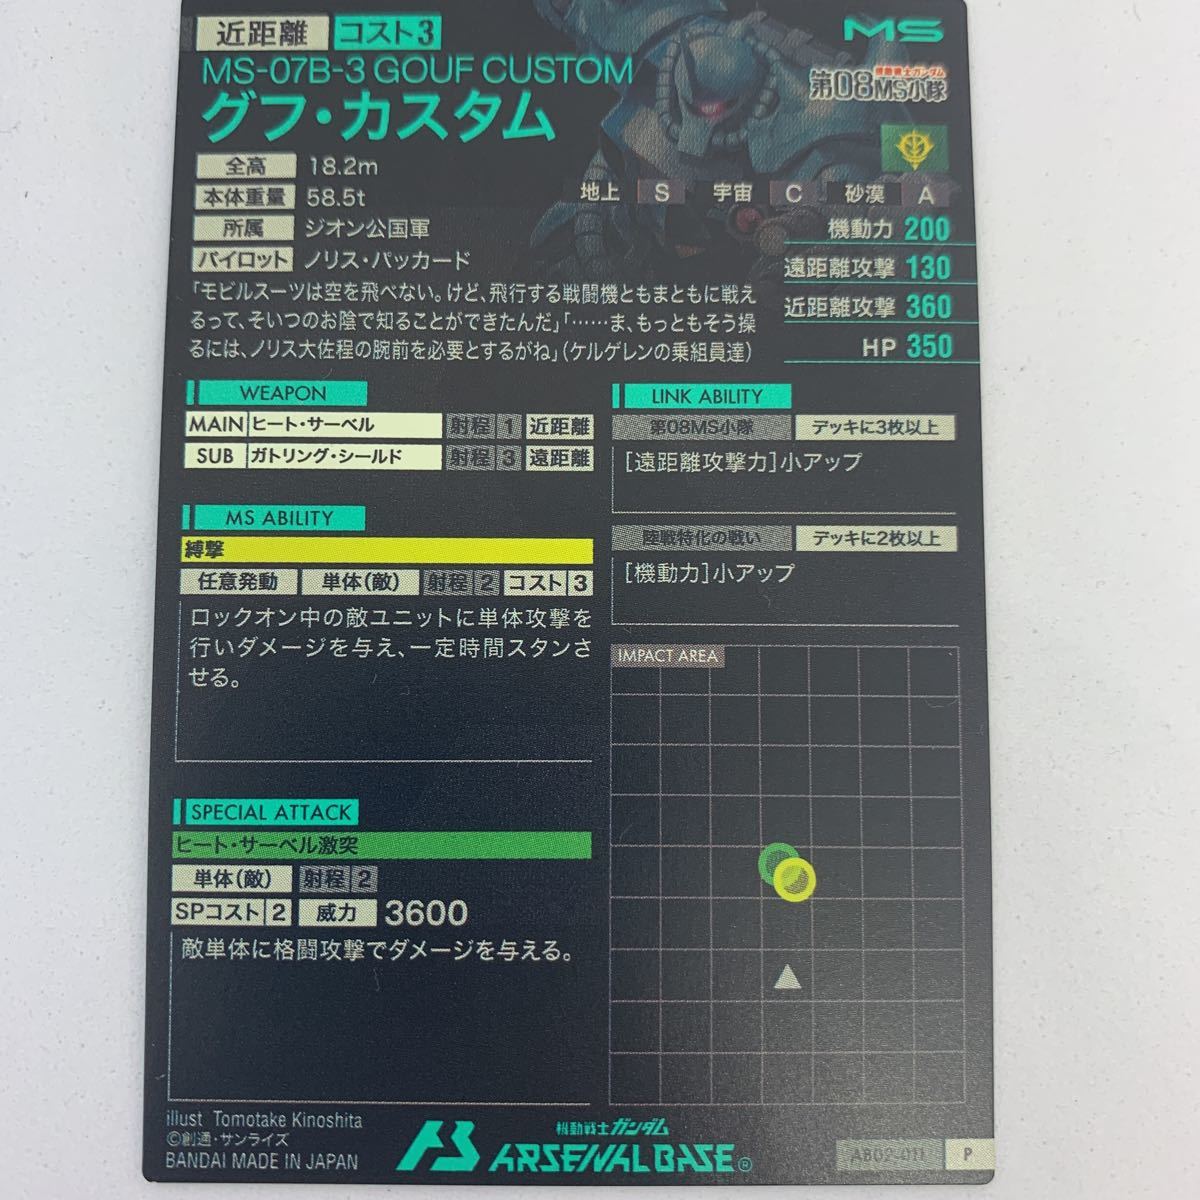 近距離 コスト3
MS
MS-07B-3 GOUF CUSTOM
グフ・カスタム
機動戦士ガンダム
第08MS小隊
全高 18.2m
本体重量 58.5t
所属 ジオン公国軍
パイロット ノリス・パッカード
地上 S 宇宙 C 砂漠 A
機動力 200
遠距離攻撃 130
近距離攻撃 360
HP 350
「モビルスーツは空を飛べない。けど、飛行する戦闘機ともまともに戦え
るって、そいつのお陰で知ることができたんだ」「……ま、もっともそう操
るには、ノリス大佐程の腕前を必要とするがね」(ケルゲレンの乗組員達)
WEAPON
MAIN ヒート・サーベル 射程 1 近距離
SUB ガトリング・シールド 射程 3 遠距離
MS ABILITY
縛撃
任意発動 単体(敵) 射程 2 コスト 3
ロックオン中の敵ユニットに単体攻撃を
行いダメージを与え、一定時間スタンさ
せる。
SPECIAL ATTACK
ヒート・サーベル激突
単体(敵) 射程 2
SPコスト 2 威力 3600
敵単体に格闘攻撃でダメージを与える。
LINK ABILITY
第08MS小隊 デッキに3枚以上
[遠距離攻撃力]小アップ
陸戦特化の戦い デッキに2枚以上
[機動力]小アップ
IMPACT AREA
illust Tomotake Kinoshita
©創通・サンライズ
BANDAI MADE IN JAPAN
機動戦士ガンダム
ARSENAL BASE®
AB02-011 P